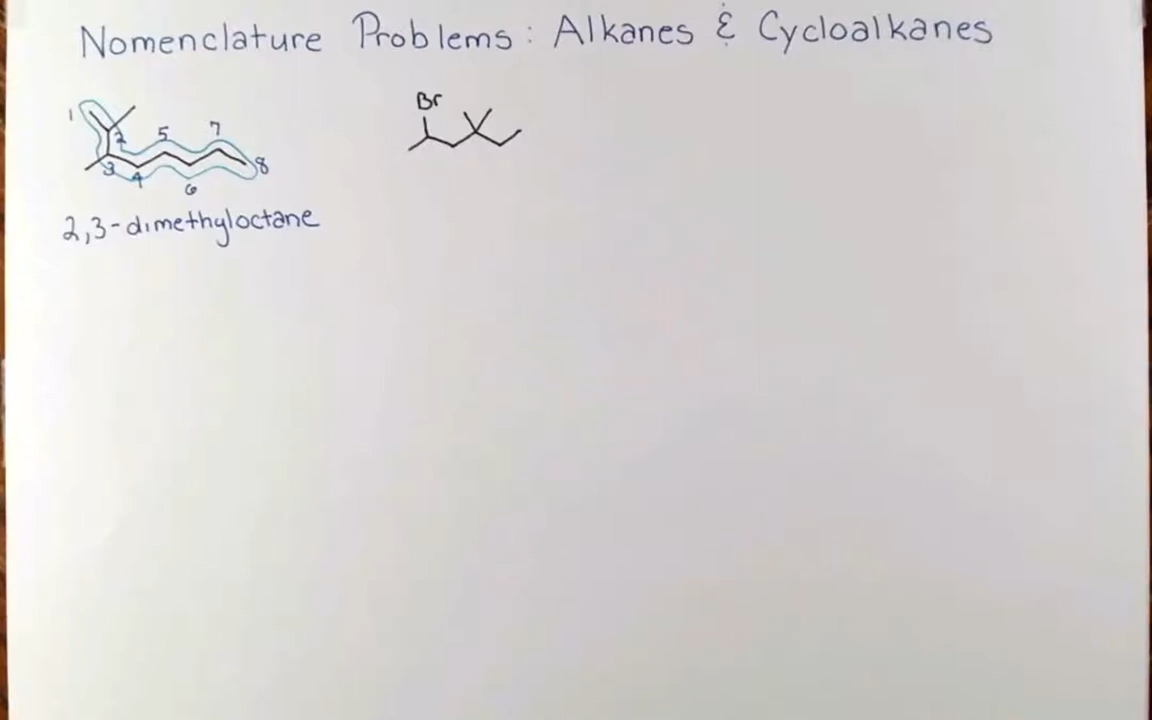 Nomenclature Problems: Alkanes & Cycloalkanes
Br
1
2
5
7
3
4
6
8
2,3-dimethyloctane